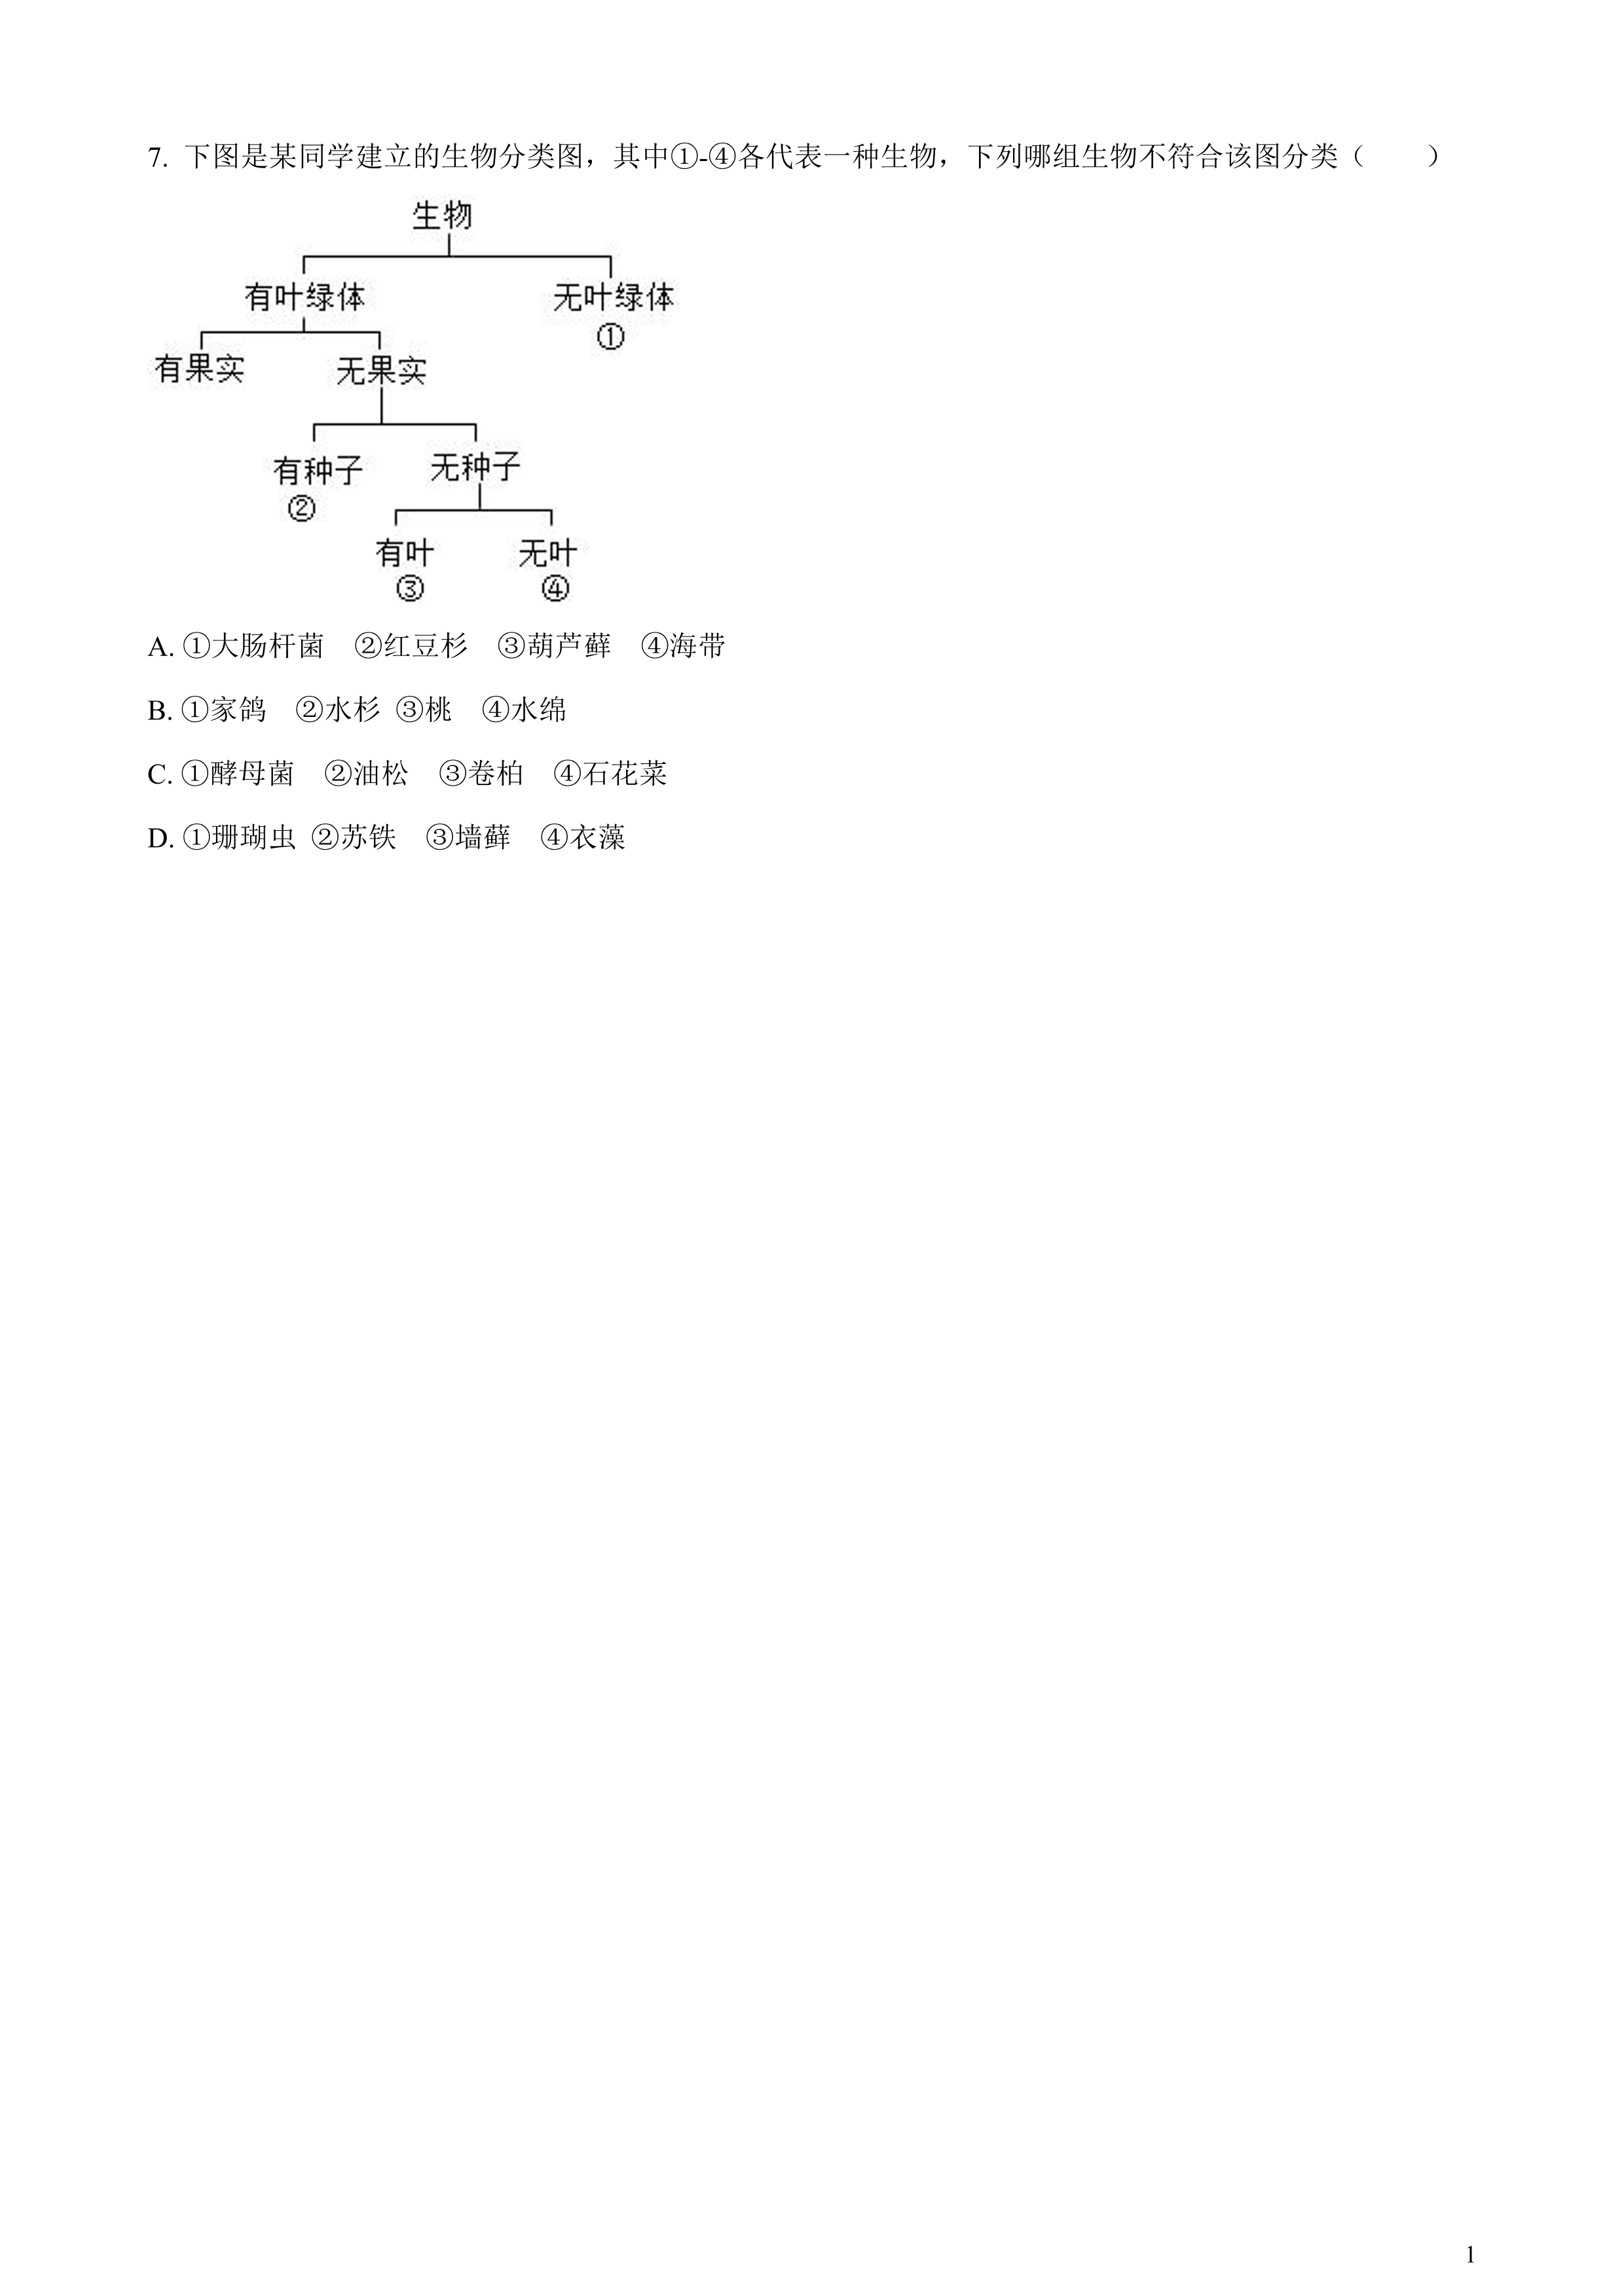 7. 下图是某同学建立的生物分类图，其中①-④各代表一种生物，下列哪组生物不符合该图分类（　　）
生物
有叶绿体　无叶绿体
①
有果实　无果实
有种子　无种子
②
有叶　无叶
③　④
A. ①大肠杆菌　②红豆杉　③葫芦藓　④海带
B. ①家鸽　②水杉 ③桃　④水绵
C. ①酵母菌　②油松　③卷柏　④石花菜
D. ①珊瑚虫 ②苏铁　③墙藓　④衣藻
1